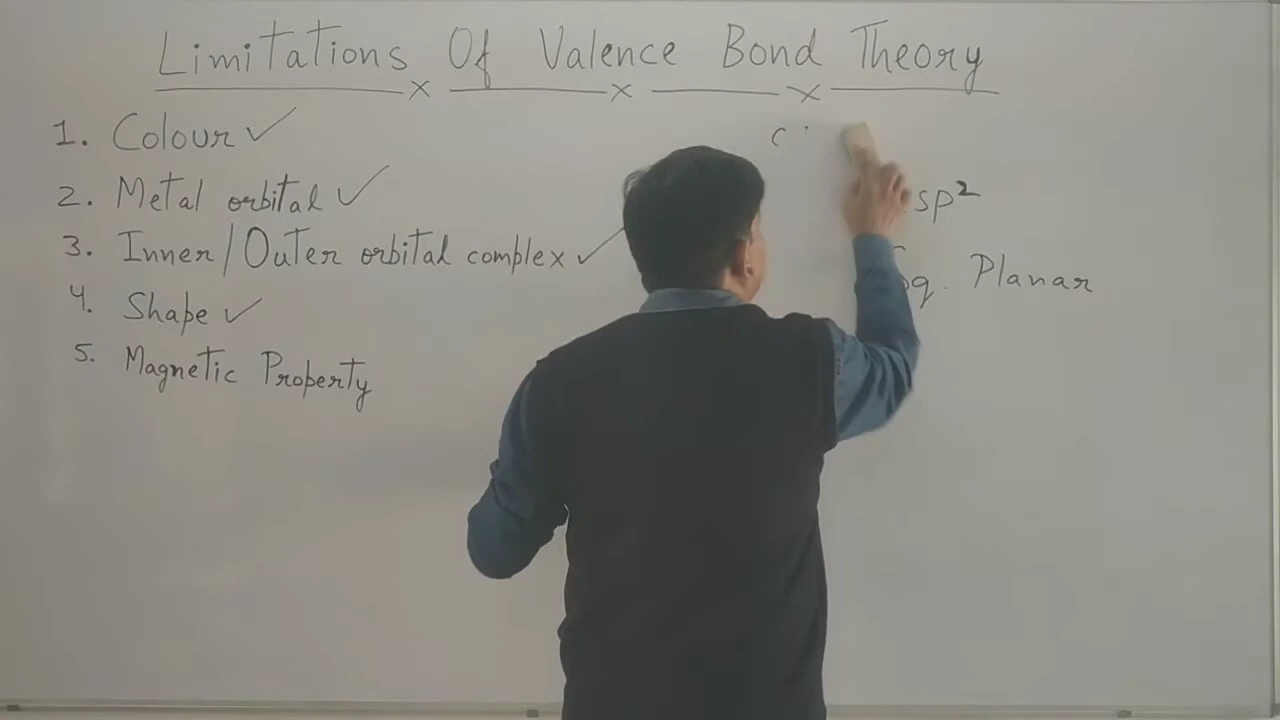 Limitations Of Valence Bond Theory
1. Colour ✓
2. Metal orbital ✓
3. Inner/Outer orbital complex ✓
4. Shape ✓
5. Magnetic Property
sp²
Sq. Planar